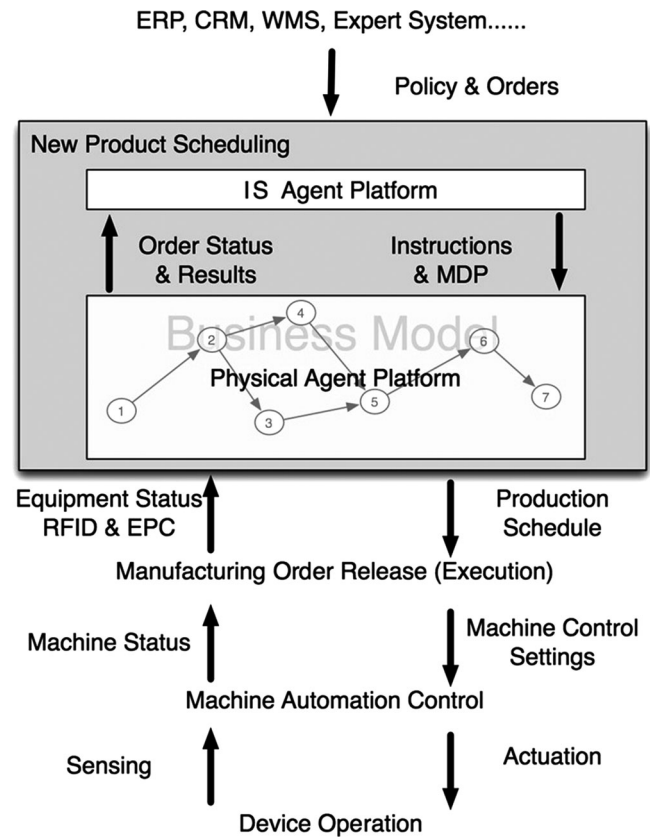 ERP, CRM, WMS, Expert System......
Policy & Orders
New Product Scheduling
IS Agent Platform
Order Status
& Results
Instructions
& MDP
Business Model
Physical Agent Platform
1
2
3
4
5
6
7
Equipment Status
RFID & EPC
Production
Schedule
Manufacturing Order Release (Execution)
Machine Status
Machine Control
Settings
Machine Automation Control
Sensing
Actuation
Device Operation